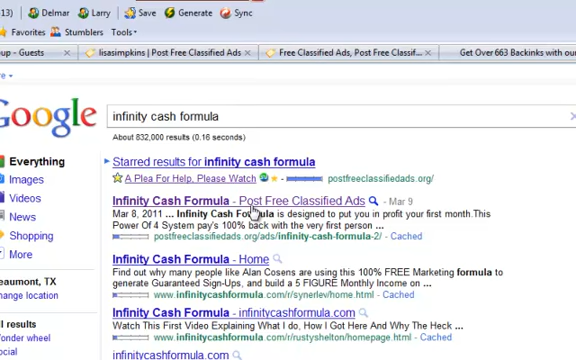 13) Delmar Larry Save Generate Sync
Favorites Stumblers Tools
up - Guests lisasimpkins | Post Free Classified Ads Free Classified Ads, Post Free Classif... Get Over 663 Backinks with our
re
Google infinity cash formula
About 832,000 results (0.16 seconds)
Everything
Images
Videos
News
Shopping
More
eaumont, TX
hange location
ll results
Sunset three
Starred results for infinity cash formula
A Plea For Help, Please Watch postfreeclassifiedads.org/
Infinity Cash Formula - Post Free Classified Ads - Mar 9
Mar 8, 2011 ... Infinity Cash Formula is designed to put you in profit your first month.This
Power Of 4 System pay's 100% back with the very first person ...
postfreeclassifiedads.org/ads/infinity-cash-formula-2/ - Cached
Infinity Cash Formula - Home
Find out why many people like Alan Cosens are using this 100% FREE Marketing formula to
generate Guaranteed Sign-Ups, and build a 5 FIGURE Monthly Income on ...
www.infinitycashformula.com/r/synerlev/home.html - Cached
Infinity Cash Formula - infinitycashformula.com
Watch This First Video Explaining What I do, How I Got Here And Why The Heck ...
www.infinitycashformula.com/r/rustyshelton/homepage.html - Cached
infinitycashformula.com